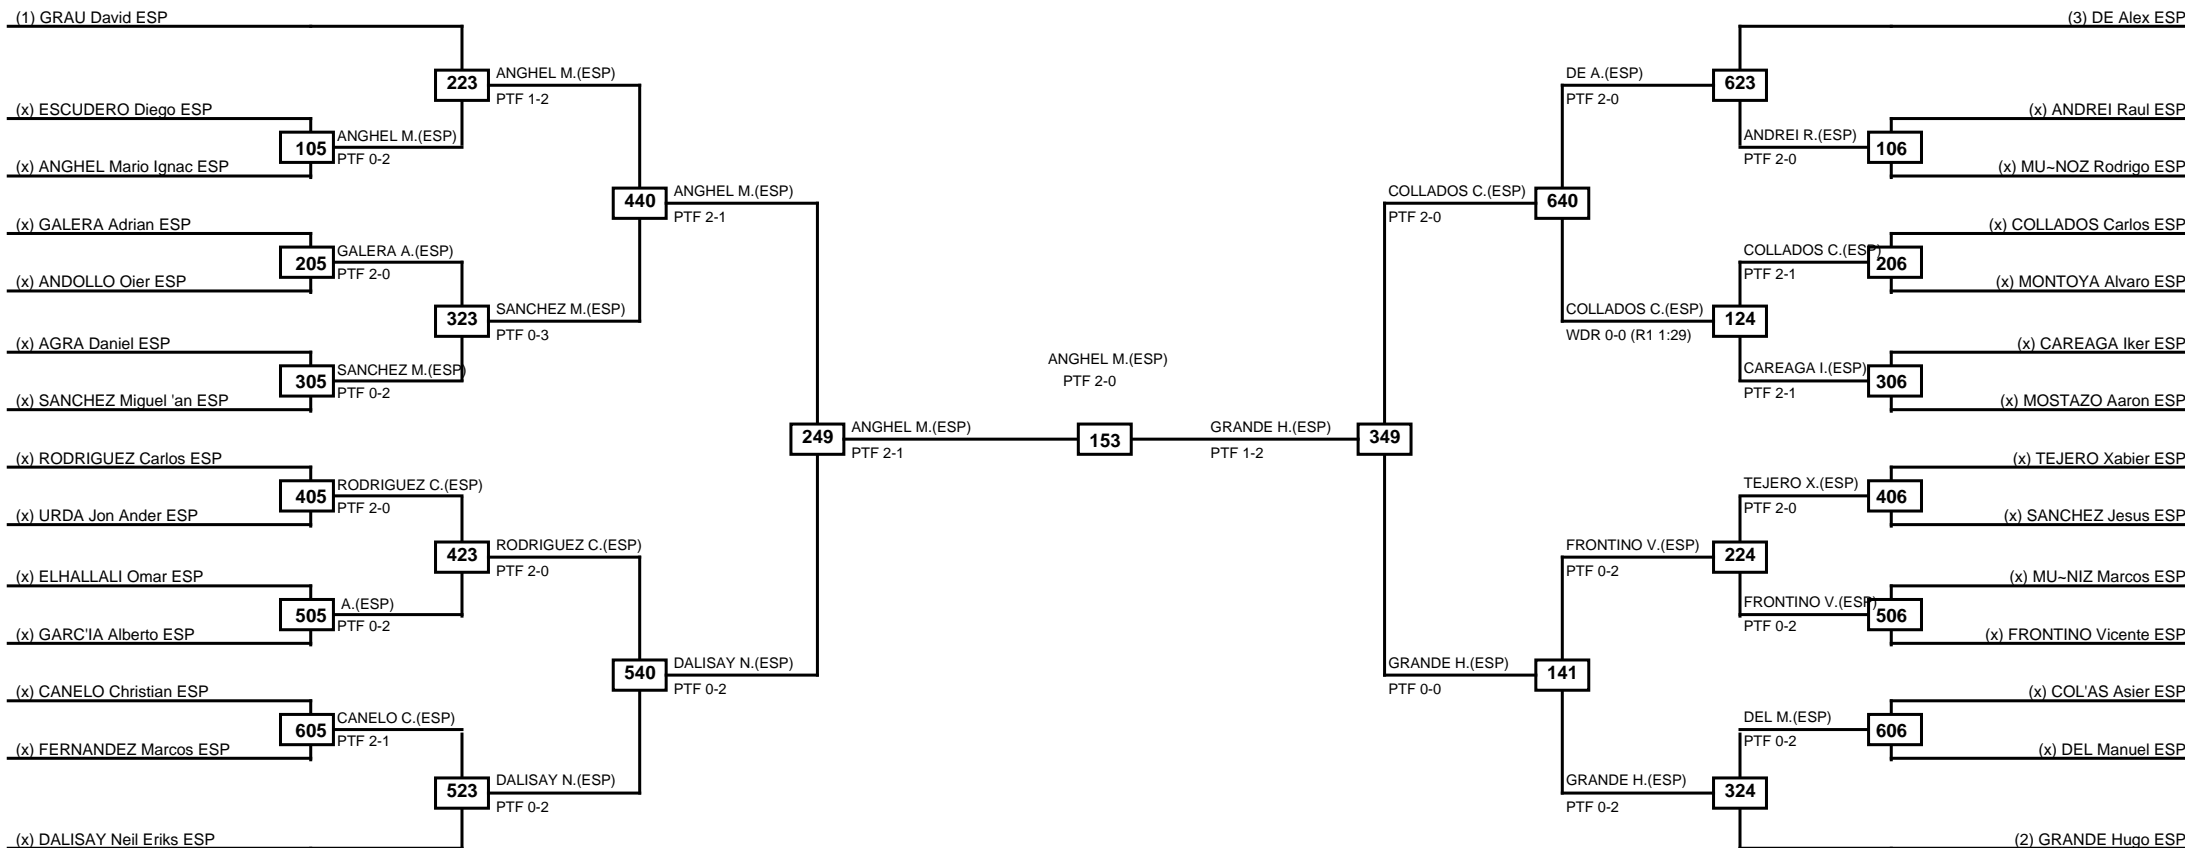 (1) GRAU David ESP
(x) ESCUDERO Diego ESP
(x) ANGHEL Mario Ignac ESP
(x) GALERA Adrian ESP
(x) ANDOLLO Oier ESP
(x) AGRA Daniel ESP
(x) SANCHEZ Miguel 'an ESP
(x) RODRIGUEZ Carlos ESP
(x) URDA Jon Ander ESP
(x) ELHALLALI Omar ESP
(x) GARC'IA Alberto ESP
(x) CANELO Christian ESP
(x) FERNANDEZ Marcos ESP
(x) DALISAY Neil Eriks ESP
105
ANGHEL M.(ESP)
PTF 0-2
205
GALERA A.(ESP)
PTF 2-0
305
SANCHEZ M.(ESP)
PTF 0-2
405
RODRIGUEZ C.(ESP)
PTF 2-0
505
A.(ESP)
PTF 0-2
605
CANELO C.(ESP)
PTF 2-1
223
ANGHEL M.(ESP)
PTF 1-2
323
SANCHEZ M.(ESP)
PTF 0-3
423
RODRIGUEZ C.(ESP)
PTF 2-0
523
DALISAY N.(ESP)
PTF 0-2
440
ANGHEL M.(ESP)
PTF 2-1
540
DALISAY N.(ESP)
PTF 0-2
249
ANGHEL M.(ESP)
PTF 2-1
ANGHEL M.(ESP)
PTF 2-0
153
GRANDE H.(ESP)
PTF 1-2
349
COLLADOS C.(ESP)
PTF 2-0
640
GRANDE H.(ESP)
PTF 0-0
141
DE A.(ESP)
PTF 2-0
623
COLLADOS C.(ESP)
WDR 0-0 (R1 1:29)
124
FRONTINO V.(ESP)
PTF 0-2
224
GRANDE H.(ESP)
PTF 0-2
324
ANDREI R.(ESP)
PTF 2-0
106
COLLADOS C.(ESP)
PTF 2-1
206
CAREAGA I.(ESP)
PTF 2-1
306
TEJERO X.(ESP)
PTF 2-0
406
FRONTINO V.(ESP)
PTF 0-2
506
DEL M.(ESP)
PTF 0-2
606
(3) DE Alex ESP
(x) ANDREI Raul ESP
(x) MU~NOZ Rodrigo ESP
(x) COLLADOS Carlos ESP
(x) MONTOYA Alvaro ESP
(x) CAREAGA Iker ESP
(x) MOSTAZO Aaron ESP
(x) TEJERO Xabier ESP
(x) SANCHEZ Jesus ESP
(x) MU~NIZ Marcos ESP
(x) FRONTINO Vicente ESP
(x) COL'AS Asier ESP
(x) DEL Manuel ESP
(2) GRANDE Hugo ESP